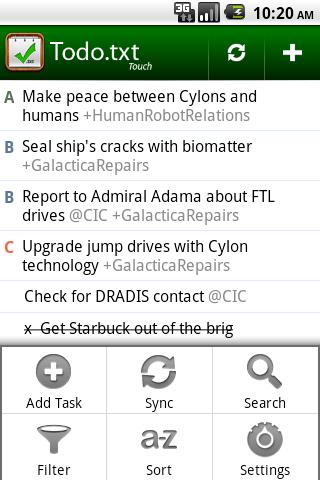 3G 10:20 AM
Todo.txt
Touch
A Make peace between Cylons and
humans +HumanRobotRelations
B Seal ship's cracks with biomatter
+GalacticaRepairs
B Report to Admiral Adama about FTL
drives @CIC +GalacticaRepairs
C Upgrade jump drives with Cylon
technology +GalacticaRepairs
Check for DRADIS contact @CIC
x Get Starbuck out of the brig
Add Task
Sync
Search
a-z
Filter
Sort
Settings